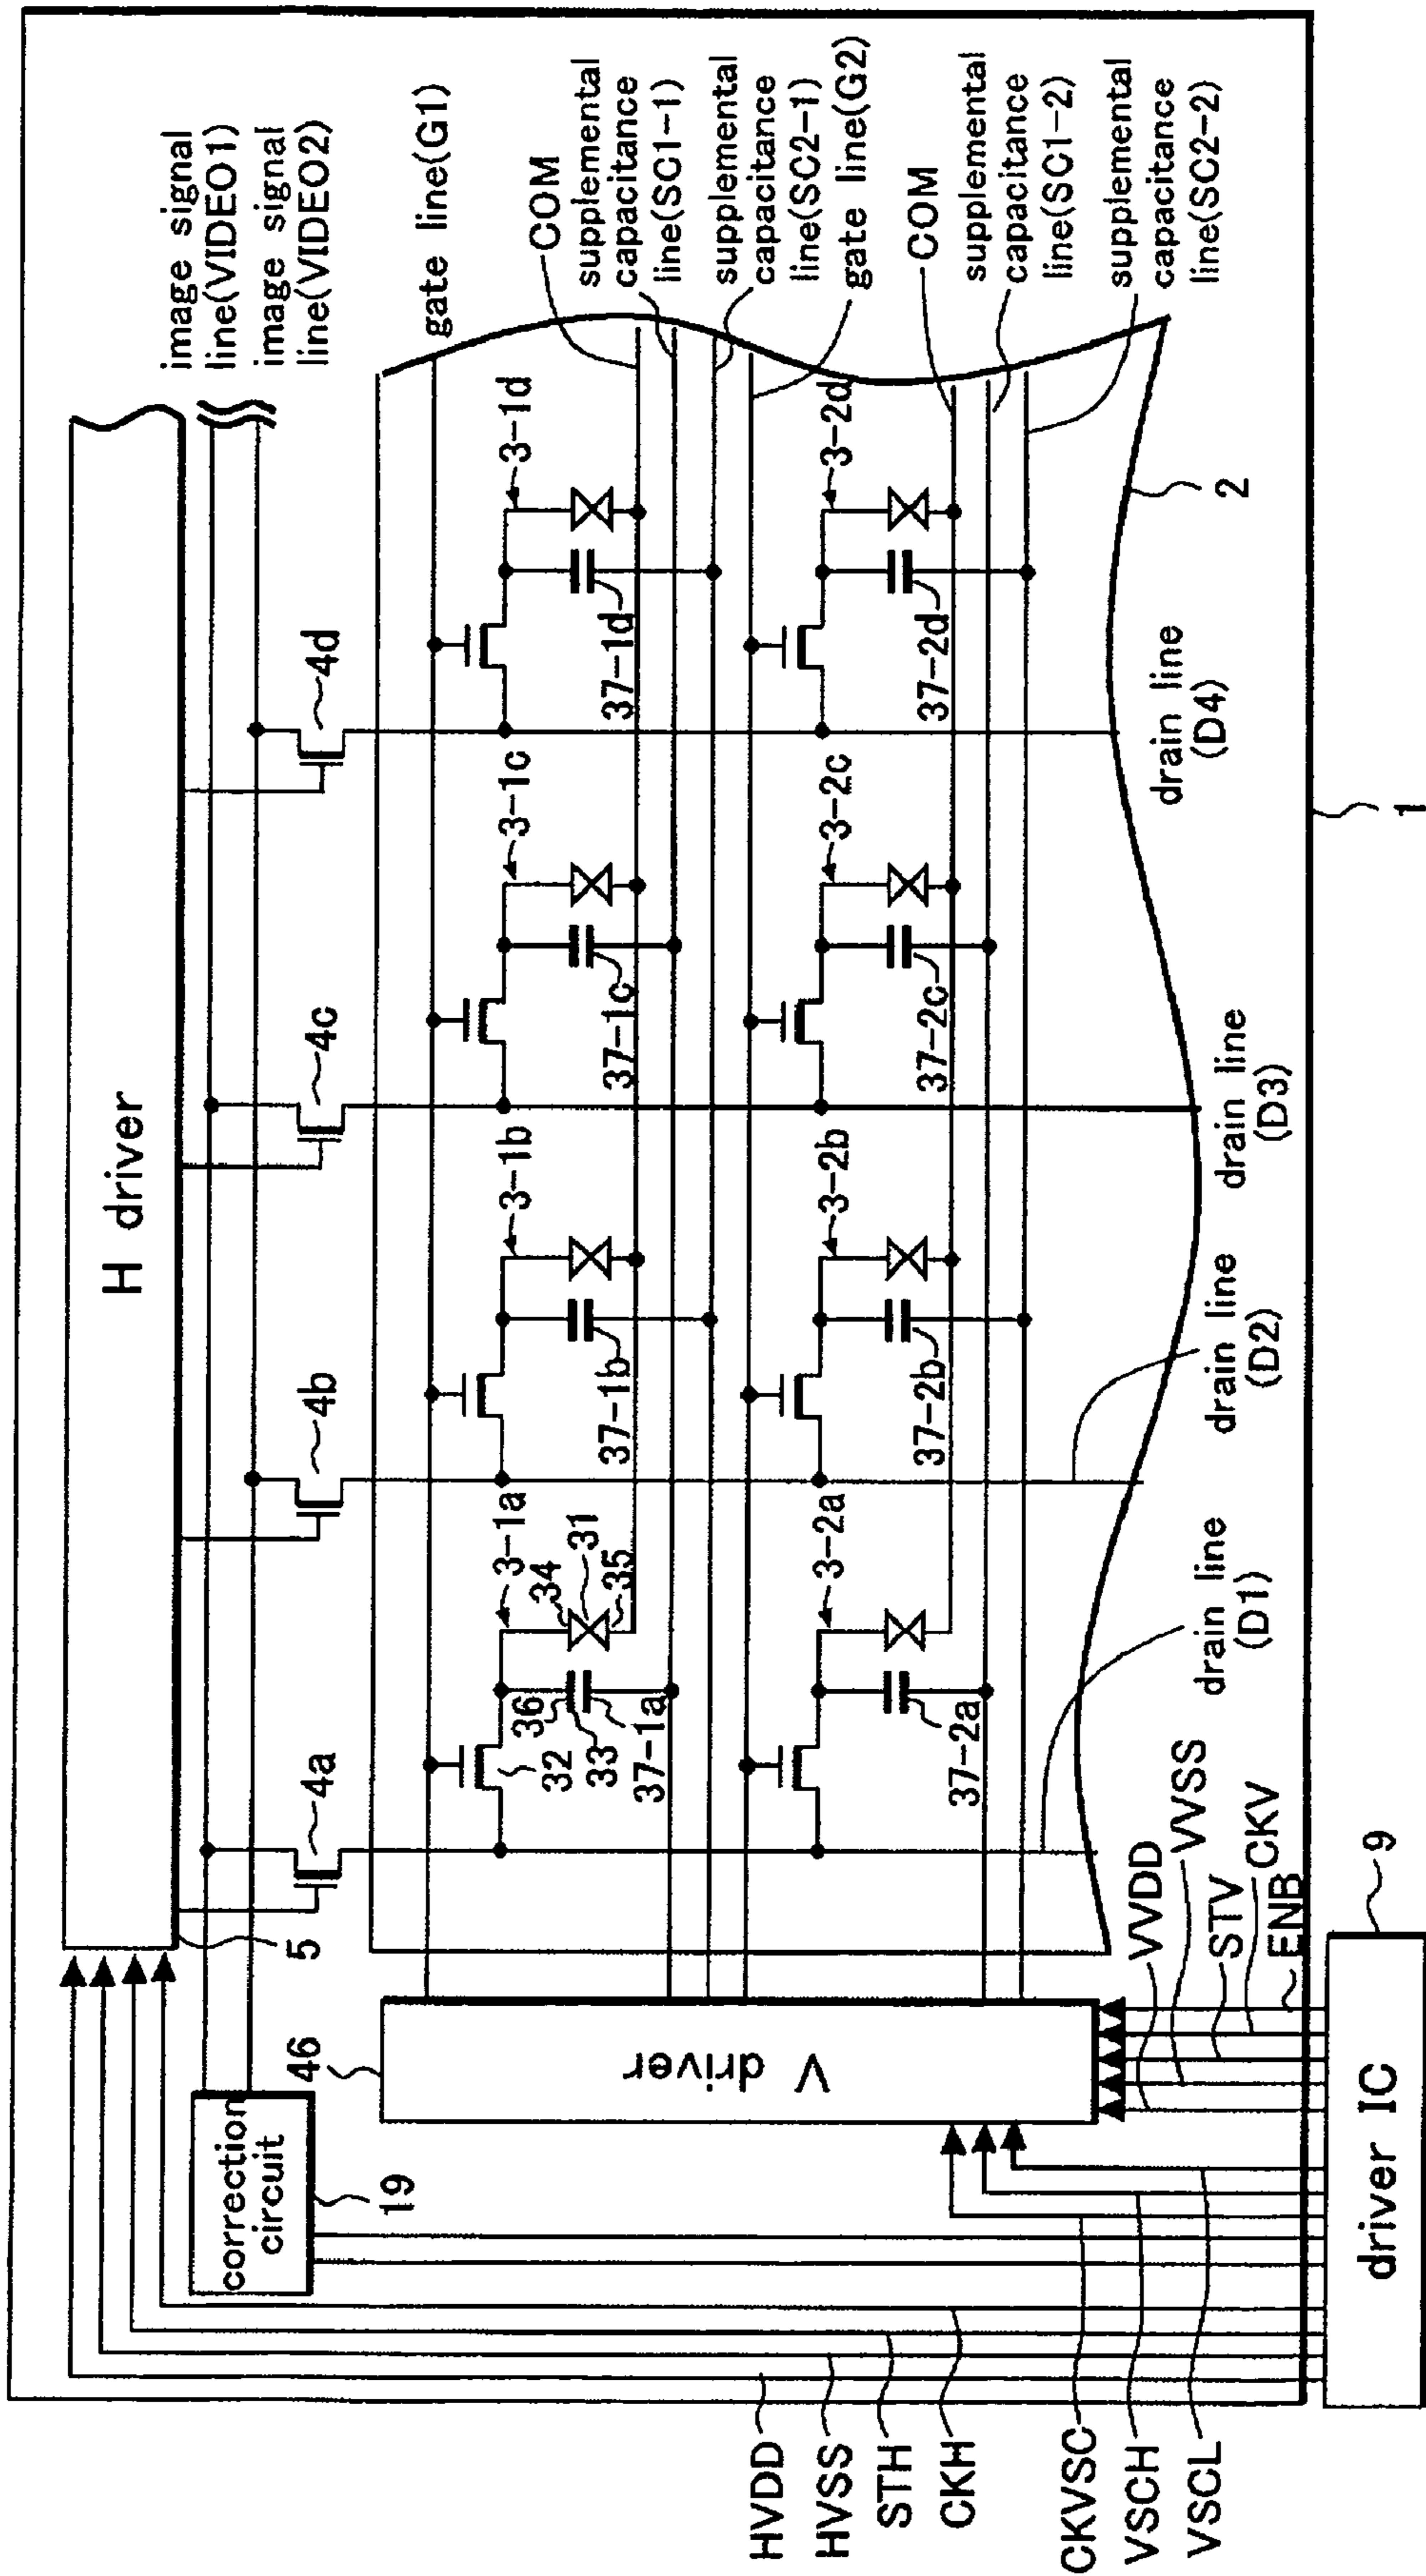 H driver
5
image signal
line(VIDEO1)
image signal
line(VIDEO2)
correction
circuit
19
4a
4b
4c
4d
46
V driver
gate line(G1)
3-1a
3-1b
3-1c
3-1d
32
36
33
34
31
35
37-1a
37-1b
37-1c
37-1d
COM
supplemental
capacitance
line(SC1-1)
supplemental
capacitance
line(SC2-1)
gate line(G2)
3-2a
3-2b
3-2c
3-2d
37-2a
37-2b
37-2c
37-2d
COM
supplemental
capacitance
line(SC1-2)
supplemental
capacitance
line(SC2-2)
drain line
(D1)
drain line
(D2)
drain line
(D3)
drain line
(D4)
2
1
HVDD
HVSS
STH
CKH
CKVSC
VSCH
VSCL
VVDD
VVSS
STV
CKV
ENB
driver IC
9